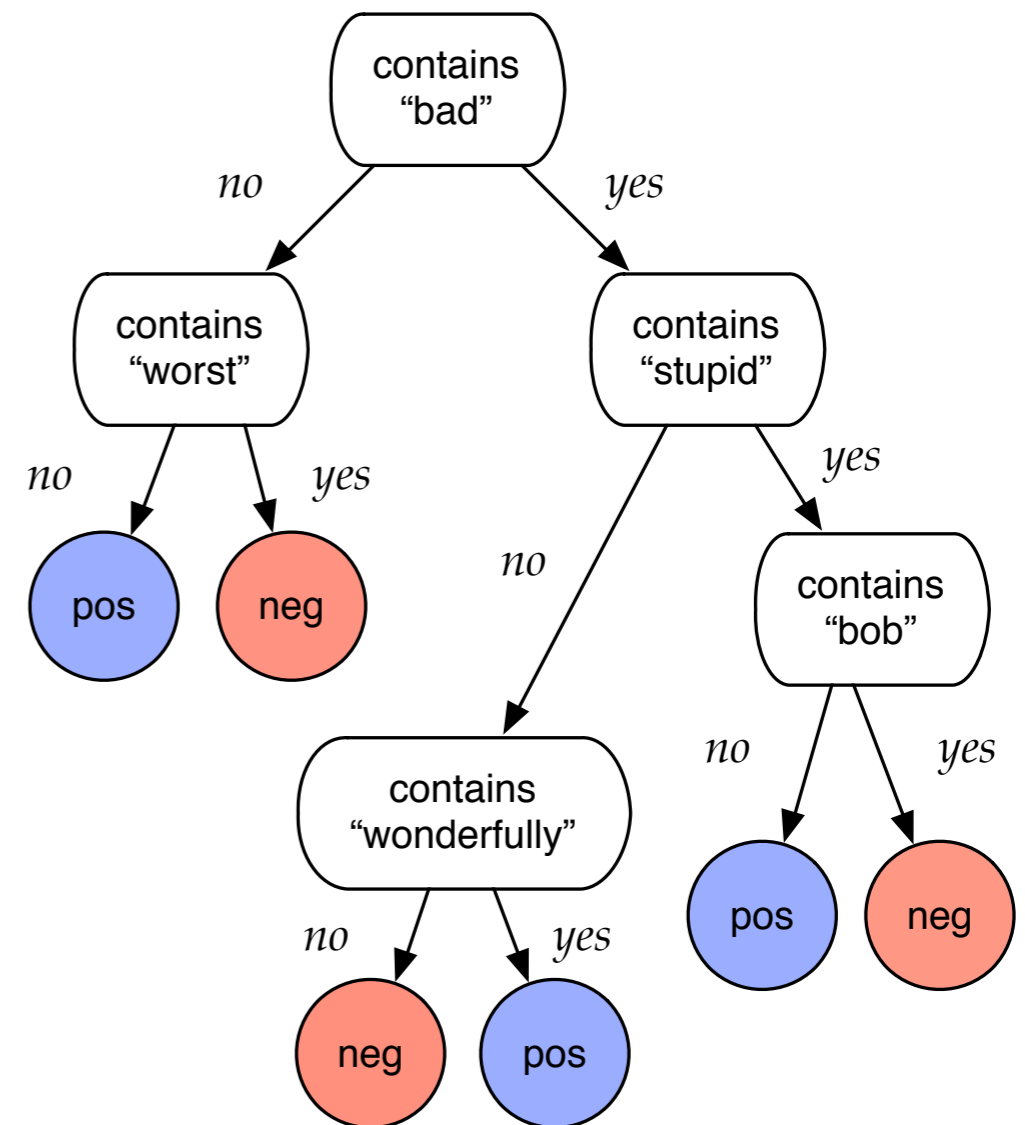 contains
“bad”
no
yes
contains
“worst”
contains
“stupid”
no
yes
no
yes
pos
neg
contains
“bob”
contains
“wonderfully”
no
yes
no
yes
pos
neg
neg
pos